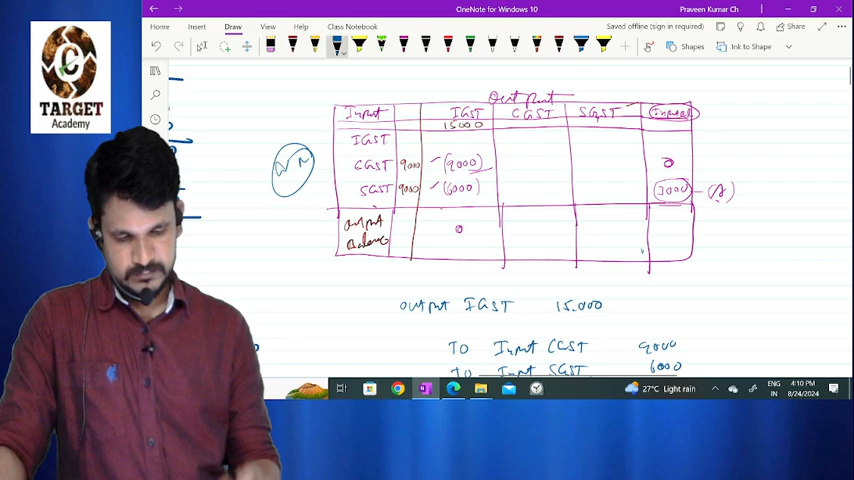 OneNote for Windows 10
Praveen Kumar Ch
Home Insert Draw View Help Class Notebook
Saved offline (sign in required)
Share
Shapes Ink to Shape
TARGET
Academy
Output
Input IGST CGST SGST
15000
IGST
CGST 9000 (9000) 0
SGST 9000 (6000) 3000 (A)
Output
Balance 0
W N
Output IGST 15.000
TO Input CGST 9000
TO Input SGST 6000
27°C Light rain
ENG
IN
4:10 PM
8/24/2024